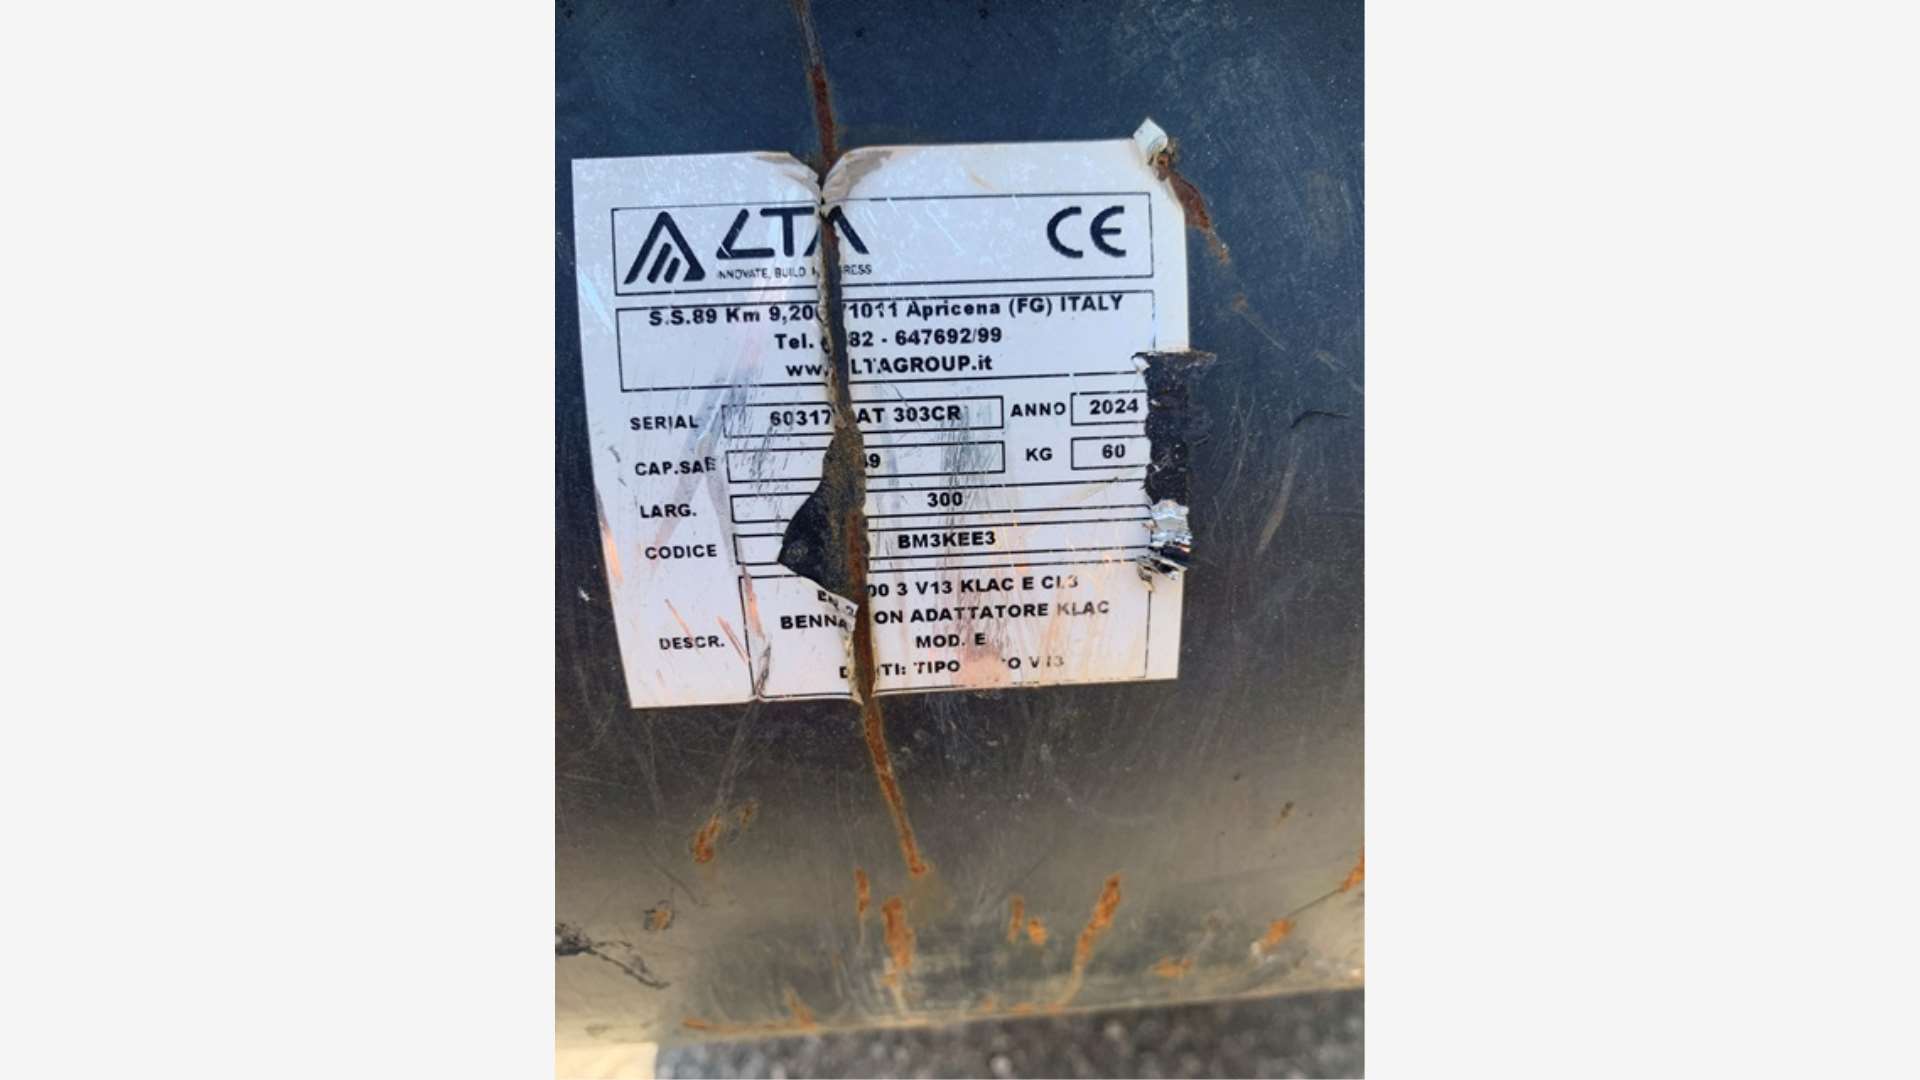 ALTA CE
INNOVATE, BUILD
S.S.89 Km 9,20 71011 Apricena (FG) ITALY
Tel. 82 - 647692/99
LTAGROUP.it
SERIAL 60317 AT 303CR ANNO 2024
CAP.SAE KG 60
LARG. 300
CODICE BM3KEE3
3 V13 KLAC E CL3
BENNA ON ADATTATORE KLAC
DESCR. MOD. E
TIPO V13